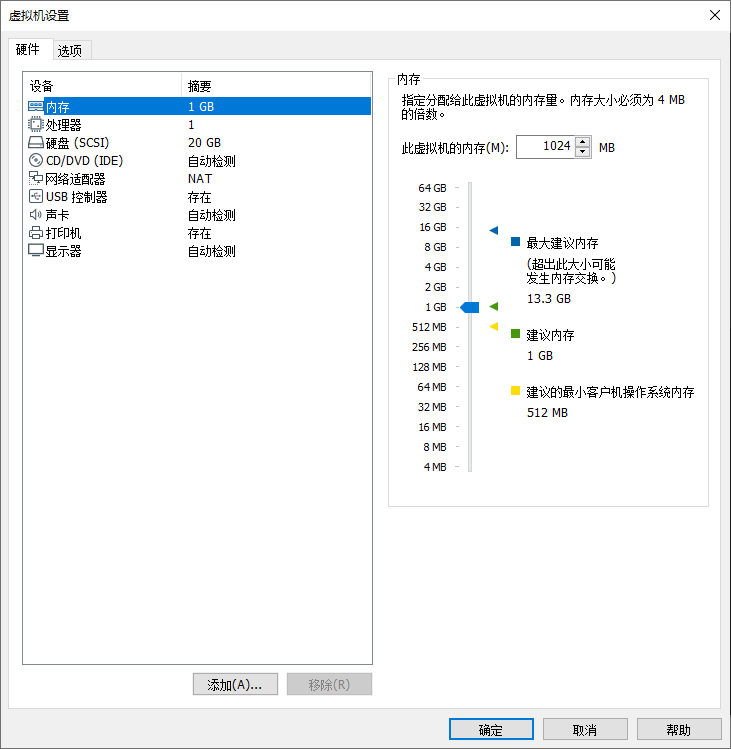 虚拟机设置
硬件 选项
设备 摘要
内存 1 GB
处理器 1
硬盘 (SCSI) 20 GB
CD/DVD (IDE) 自动检测
网络适配器 NAT
USB 控制器 存在
声卡 自动检测
打印机 存在
显示器 自动检测
添加(A)... 移除(R)
内存
指定分配给此虚拟机的内存量。内存大小必须为 4 MB
的倍数。
此虚拟机的内存(M): 1024 MB
64 GB
32 GB
16 GB
8 GB
4 GB
2 GB
1 GB
512 MB
256 MB
128 MB
64 MB
32 MB
16 MB
8 MB
4 MB
最大建议内存
(超出此大小可能
发生内存交换。)
13.3 GB
建议内存
1 GB
建议的最小客户机操作系统内存
512 MB
确定 取消 帮助